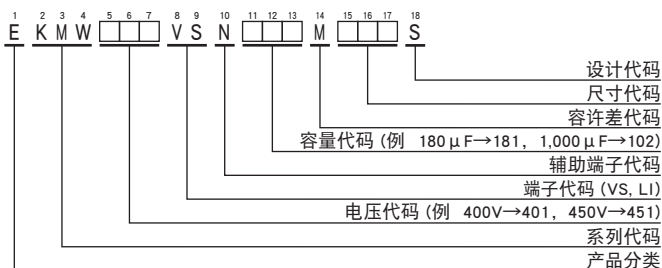 1 2 3 4 5 6 7 8 9 10 11 12 13 14 15 16 17 18
E KMW □□□ VS N □□□ M □□□ S
设计代码
尺寸代码
容许差代码
容量代码 (例 180μF→181, 1,000μF→102)
辅助端子代码
端子代码 (VS, LI)
电压代码 (例 400V→401, 450V→451)
系列代码
产品分类